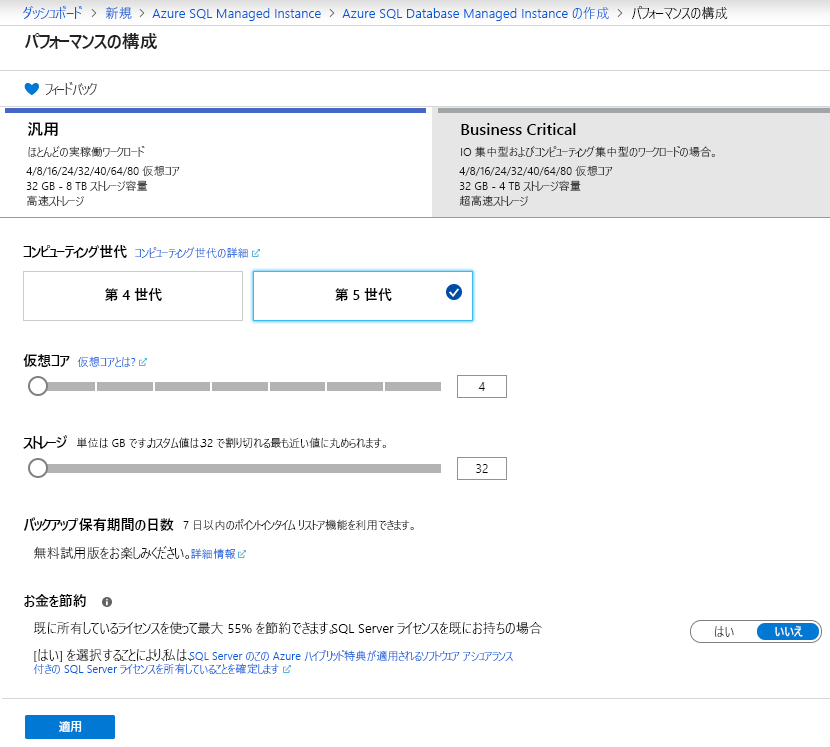 ダッシュボード > 新規 > Azure SQL Managed Instance > Azure SQL Database Managed Instance の作成 > パフォーマンスの構成
パフォーマンスの構成
フィードバック
汎用
ほとんどの実稼働ワークロード
4/8/16/24/32/40/64/80 仮想コア
32 GB - 8 TB ストレージ容量
高速ストレージ
Business Critical
IO 集中型およびコンピューティング集中型のワークロードの場合。
4/8/16/24/32/40/64/80 仮想コア
32 GB - 4 TB ストレージ容量
超高速ストレージ
コンピューティング世代 コンピューティング世代の詳細
第 4 世代
第 5 世代
仮想コア 仮想コアとは?
4
ストレージ 単位は GB です。カスタム値は 32 で割り切れる最も近い値に丸められます。
32
バックアップ保有期間の日数 7 日以内のポイントインタイム リストア機能を利用できます。
無料試用版をお楽しみください。詳細情報
お金を節約
既に所有しているライセンスを使って最大 55% を節約できます。SQL Server ライセンスを既にお持ちの場合
はい いいえ
[はい] を選択することにより、私は、SQL Server のこの Azure ハイブリッド特典が適用されるソフトウェア アシュアランス
付きの SQL Server ライセンスを所有していることを確定します
適用